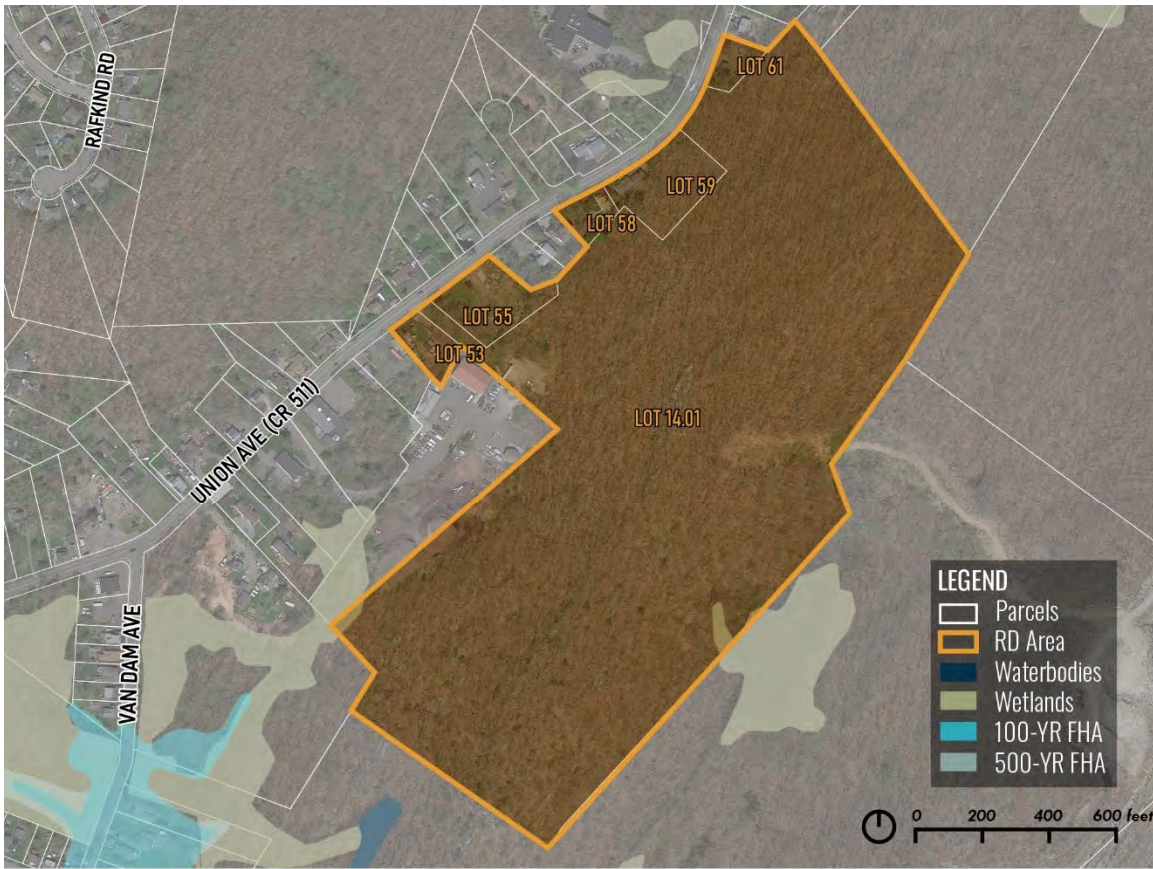 RAFKIND RD
LOT 61
LOT 59
LOT 58
LOT 55
LOT 53
LOT 14.01
UNION AVE (CR 511)
VAN DAM AVE
LEGEND
Parcels
RD Area
Waterbodies
Wetlands
100-YR FHA
500-YR FHA
0 200 400 600 feet